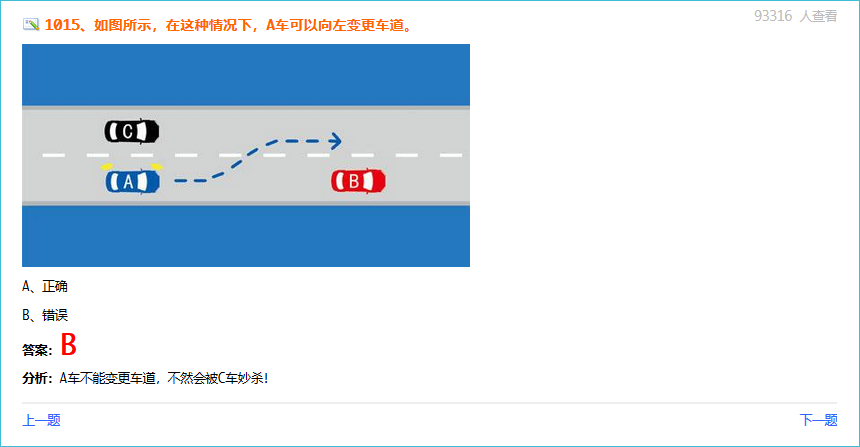 93316 人查看
1015、如图所示，在这种情况下，A车可以向左变更车道。
C
A
B
A、正确
B、错误
答案：B
分析：A车不能变更车道，不然会被C车妙杀！
上一题
下一题